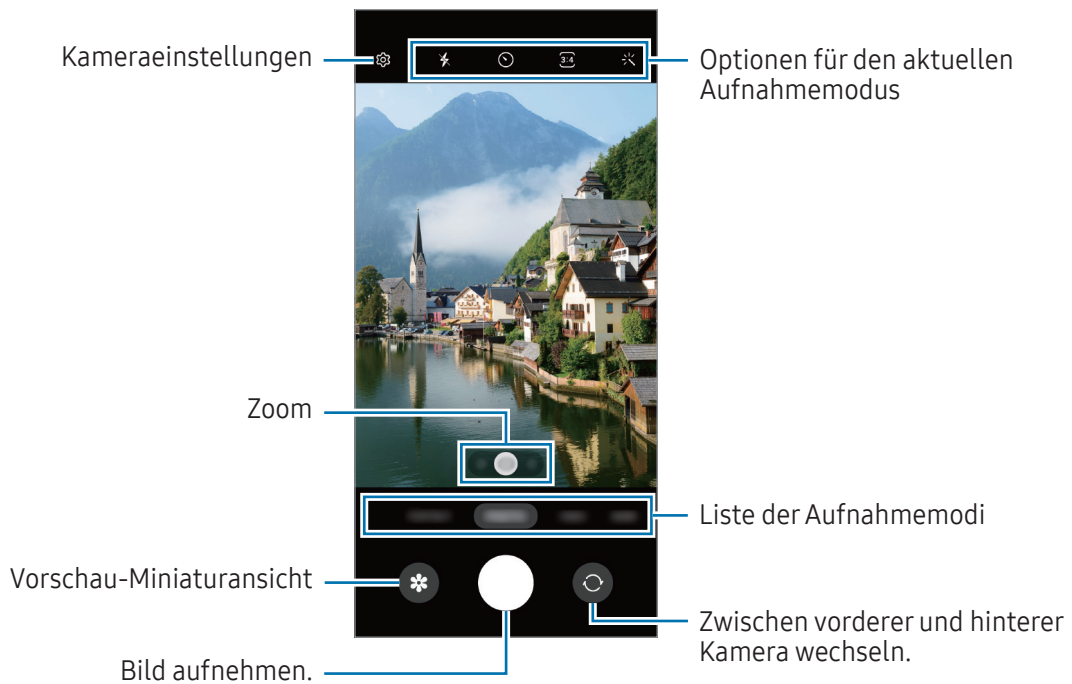 Kameraeinstellungen
3:4
Optionen für den aktuellen
Aufnahmemodus
Zoom
Liste der Aufnahmemodi
Vorschau-Miniaturansicht
Zwischen vorderer und hinterer
Kamera wechseln.
Bild aufnehmen.